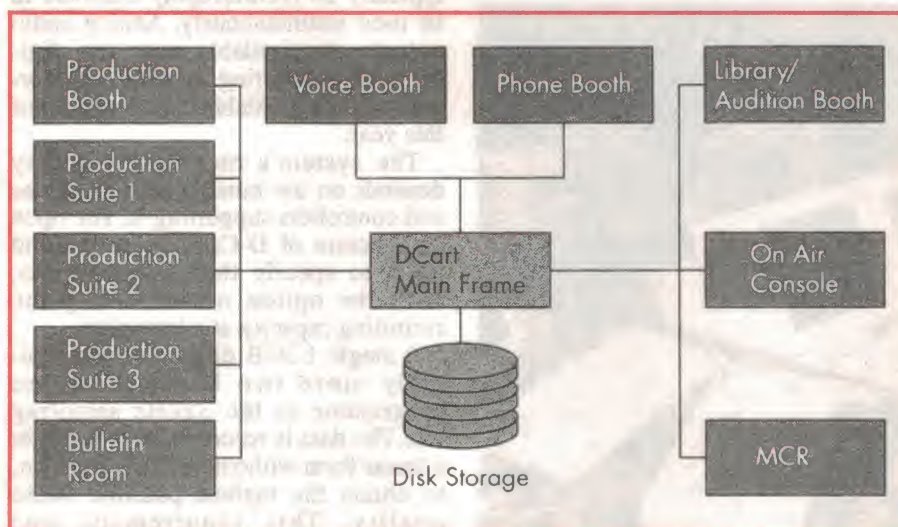 Production
Booth
Voice Booth
Phone Booth
Library/
Audition Booth
Production
Suite 1
Production
Suite 2
DCart
Main Frame
On Air
Console
Production
Suite 3
Bulletin
Room
Disk Storage
MCR